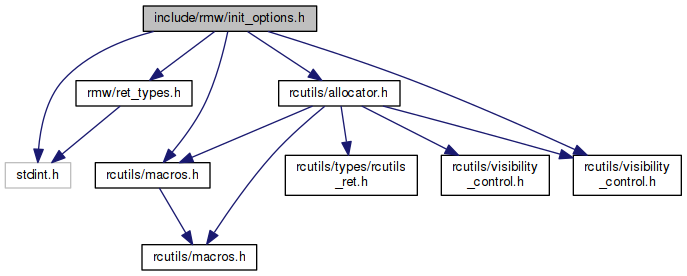 include/rmw/init_options.h
rmw/ret_types.h
rcutils/allocator.h
stdint.h
rcutils/macros.h
rcutils/types/rcutils
_ret.h
rcutils/visibility
_control.h
rcutils/visibility
_control.h
rcutils/macros.h